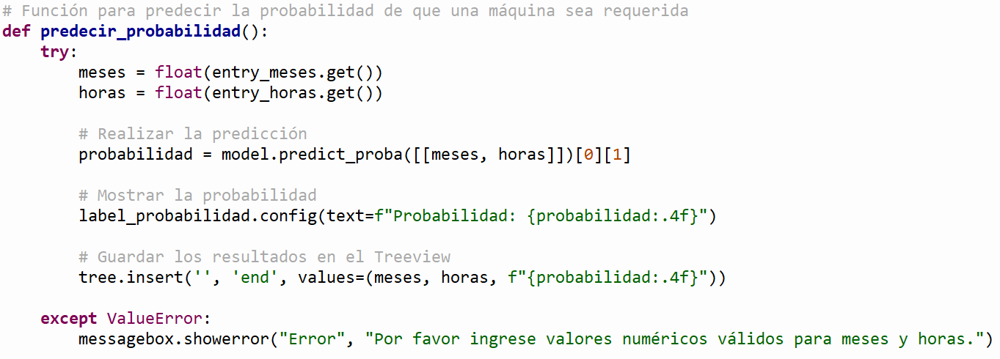 # Función para predecir la probabilidad de que una máquina sea requerida
def predecir_probabilidad():
    try:
        meses = float(entry_meses.get())
        horas = float(entry_horas.get())

        # Realizar la predicción
        probabilidad = model.predict_proba([[meses, horas]])[0][1]

        # Mostrar la probabilidad
        label_probabilidad.config(text=f"Probabilidad: {probabilidad:.4f}")

        # Guardar los resultados en el Treeview
        tree.insert('', 'end', values=(meses, horas, f"{probabilidad:.4f}"))

    except ValueError:
        messagebox.showerror("Error", "Por favor ingrese valores numéricos válidos para meses y horas.")